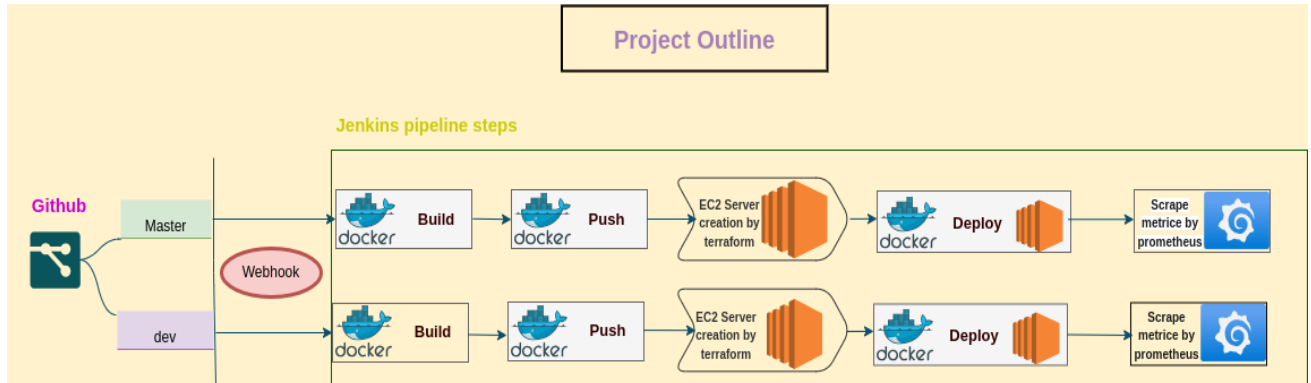 Project Outline
Jenkins pipeline steps
Github
Master
dev
Webhook
docker
Build
docker
Push
EC2 Server
creation by
terraform
docker
Deploy
Scrape
metrice by
prometheus
docker
Build
docker
Push
EC2 Server
creation by
terraform
docker
Deploy
Scrape
metrice by
prometheus